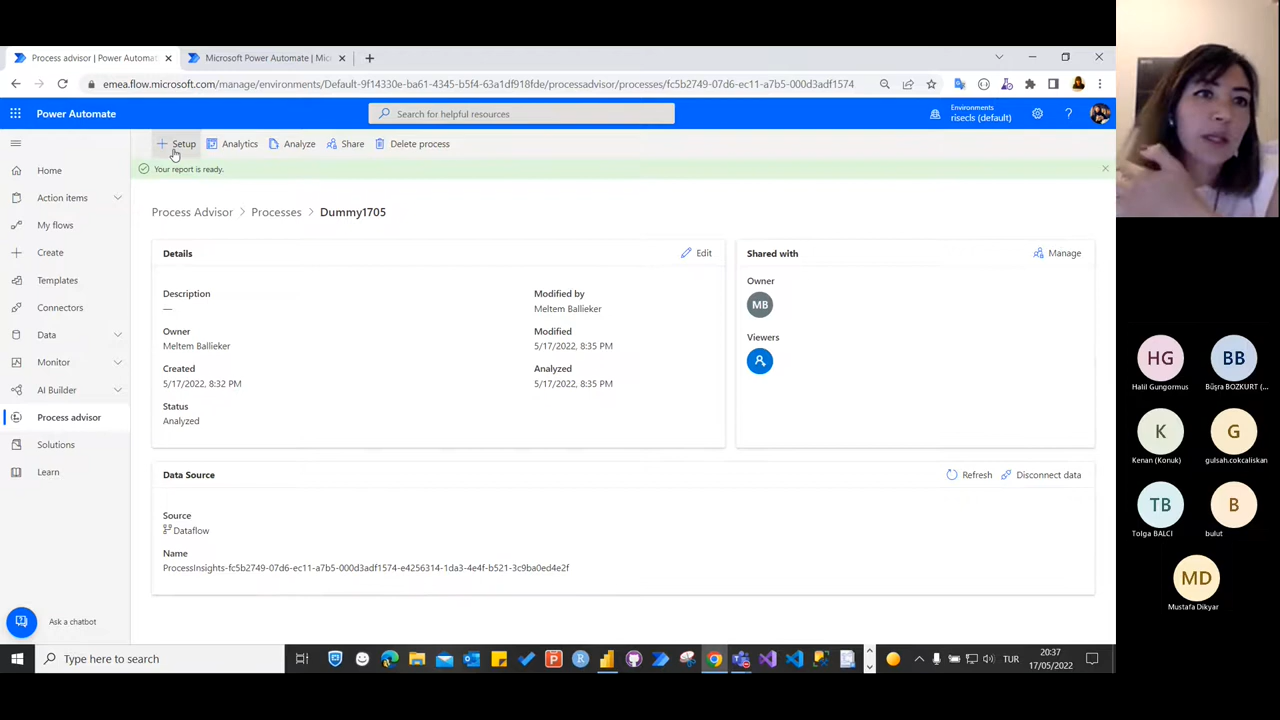 Process advisor | Power Automat
Microsoft Power Automate | Mic
emea.flow.microsoft.com/manage/environments/Default-9f14330e-ba61-4345-b5f4-63a1df918fde/processadvisor/processes/fc5b2749-07d6-ec11-a7b5-000d3adf1574
Power Automate
Search for helpful resources
Environments
risecls (default)
Setup
Analytics
Analyze
Share
Delete process
Your report is ready.
Home
Action items
My flows
Create
Templates
Connectors
Data
Monitor
AI Builder
Process advisor
Solutions
Learn
Ask a chatbot
Process Advisor > Processes > Dummy1705
Details
Edit
Description
—
Owner
Meltem Ballieker
Created
5/17/2022, 8:32 PM
Status
Analyzed
Modified by
Meltem Ballieker
Modified
5/17/2022, 8:35 PM
Analyzed
5/17/2022, 8:35 PM
Shared with
Manage
Owner
MB
Viewers
Data Source
Refresh
Disconnect data
Source
Dataflow
Name
ProcessInsights-fc5b2749-07d6-ec11-a7b5-000d3adf1574-e4256314-1da3-4e4f-b521-3c9ba0ed4e2f
Type here to search
TUR
20:37
17/05/2022
HG
Halil Gungormus
BB
Büşra BOZKURT (...
K
Kenan (Konuk)
G
gulsah.cokcaliskan
TB
Tolga BALCI
B
bulut
MD
Mustafa Dikyar